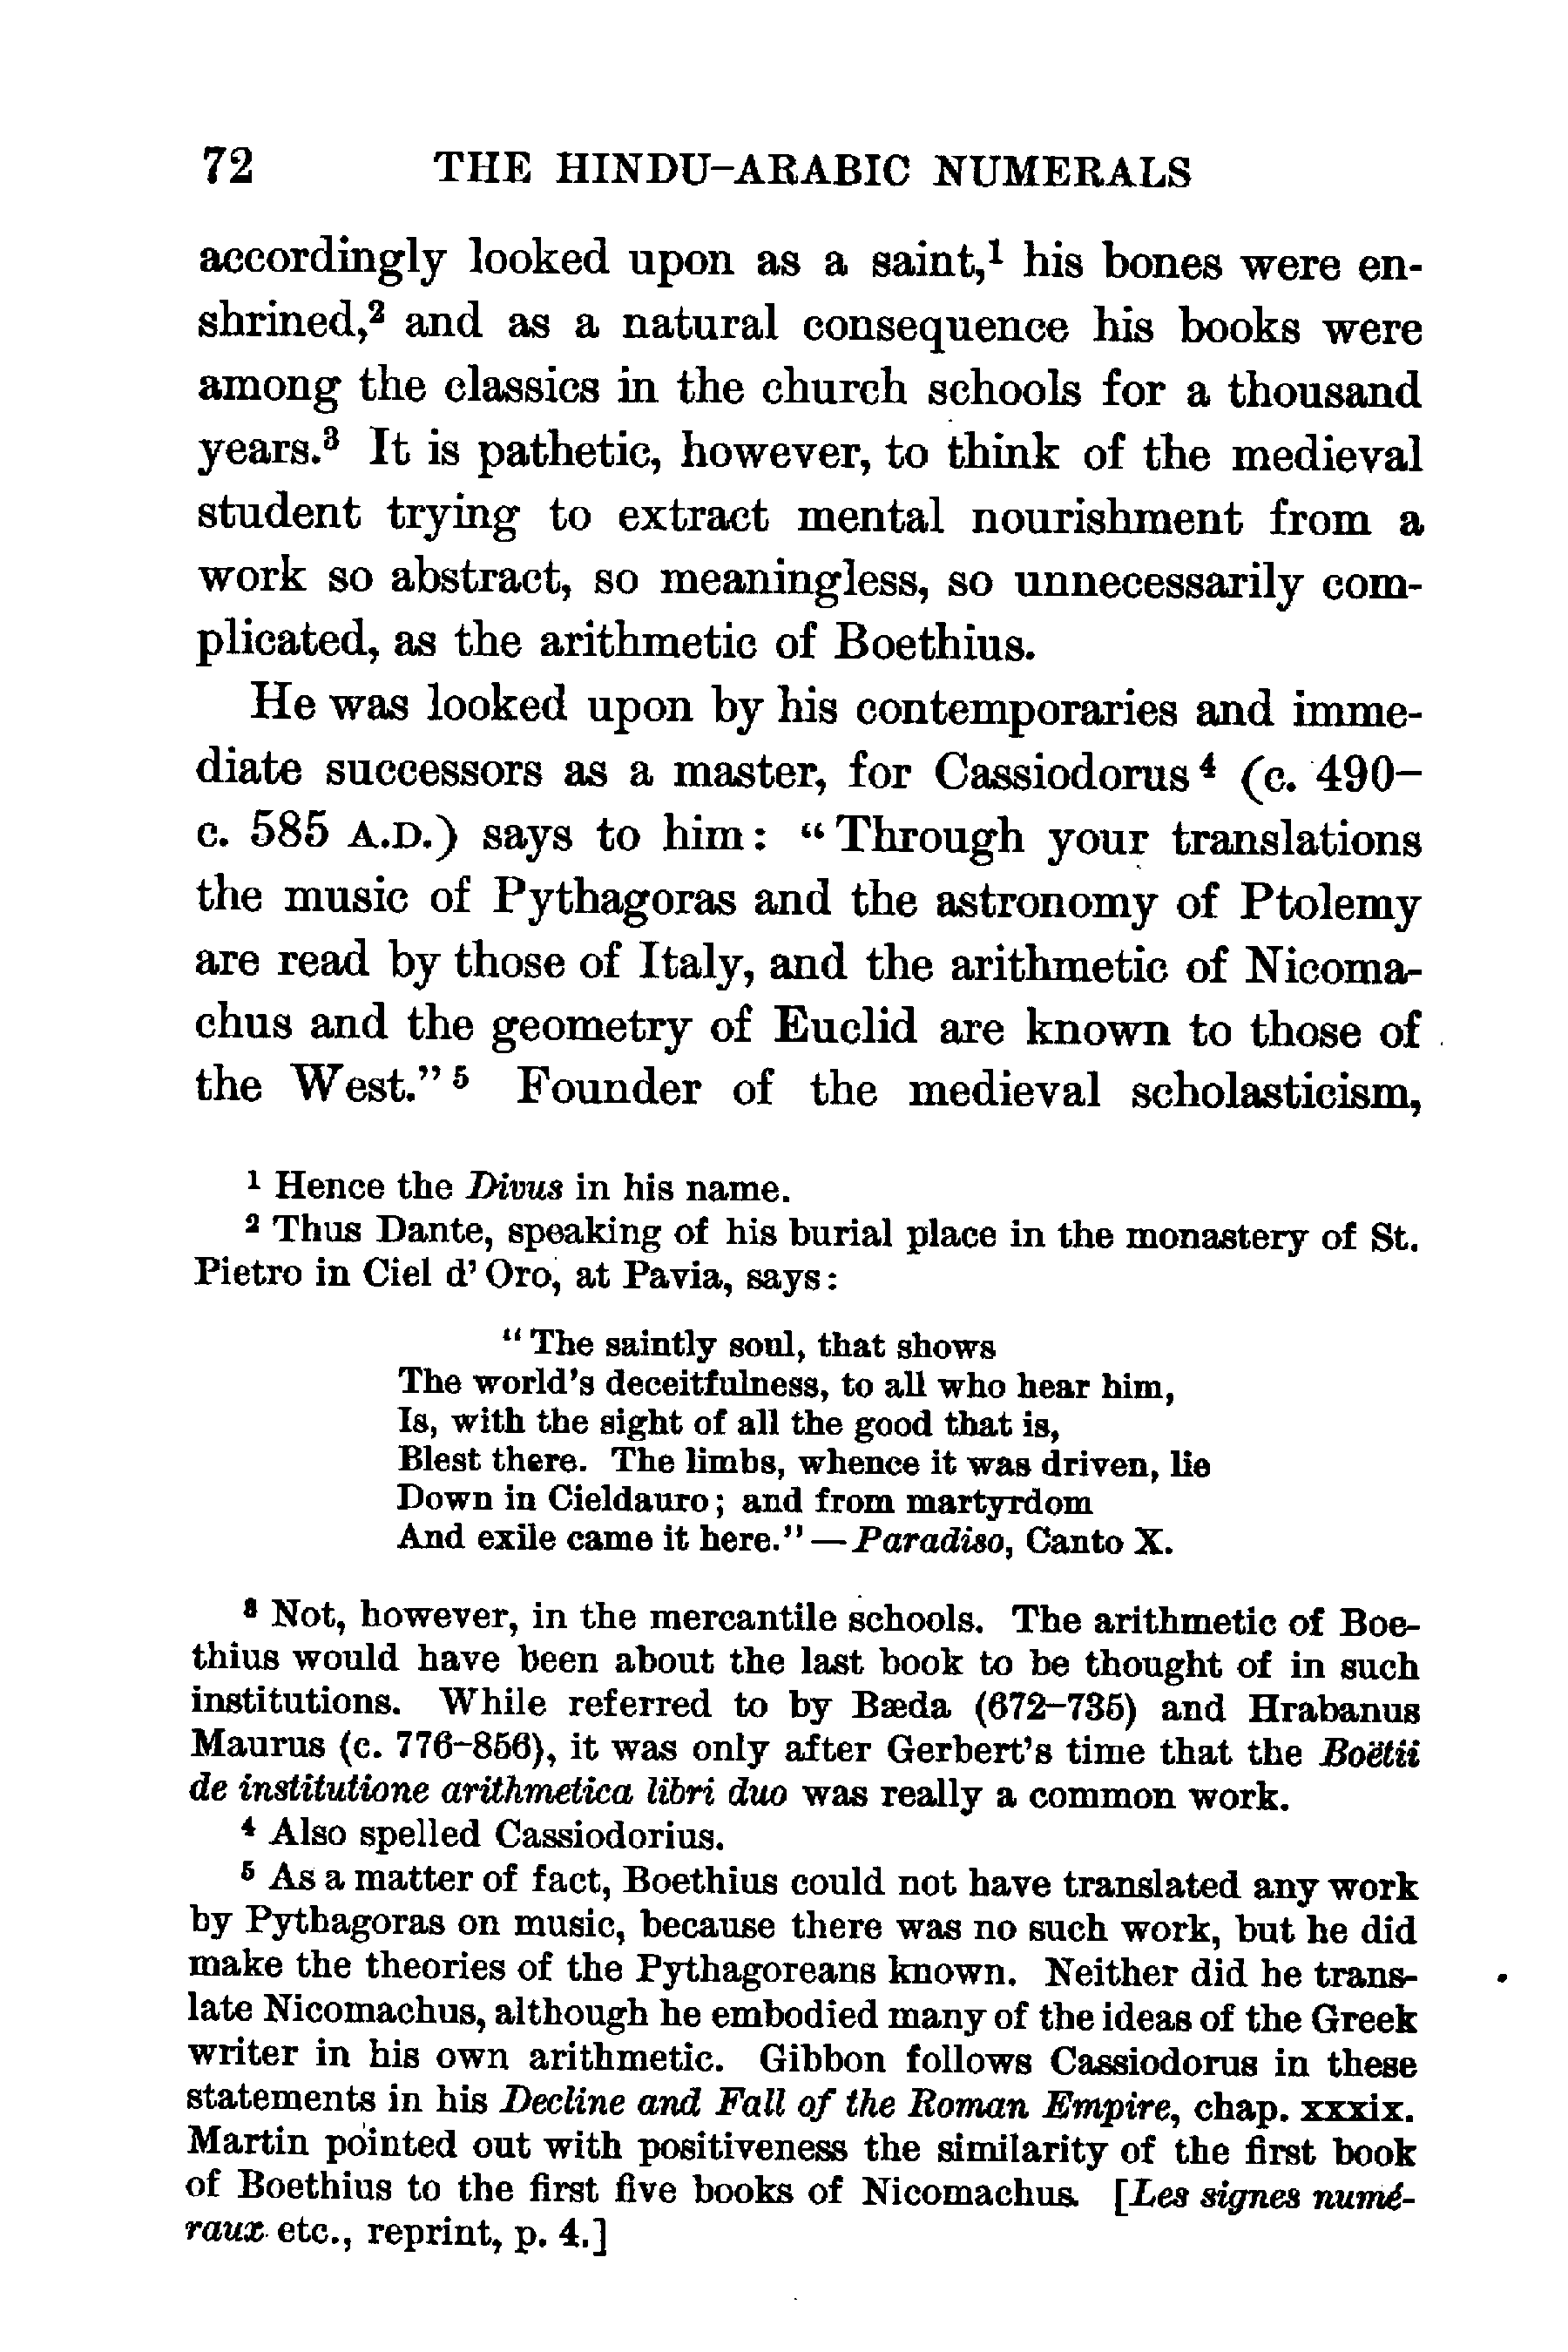 72 THE HINDU–ARABIC NUMERALS
accordingly looked upon as a saint,¹ his bones were en-
shrined,² and as a natural consequence his books were
among the classics in the church schools for a thousand
years.³ It is pathetic, however, to think of the medieval
student trying to extract mental nourishment from a
work so abstract, so meaningless, so unnecessarily com-
plicated, as the arithmetic of Boethius.
He was looked upon by his contemporaries and imme-
diate successors as a master, for Cassiodorus⁴ (c. 490–
c. 585 A.D.) says to him: “Through your translations
the music of Pythagoras and the astronomy of Ptolemy
are read by those of Italy, and the arithmetic of Nicoma-
chus and the geometry of Euclid are known to those of
the West.”⁵ Founder of the medieval scholasticism,
¹ Hence the Divus in his name.
² Thus Dante, speaking of his burial place in the monastery of St.
Pietro in Ciel d’ Oro, at Pavia, says:
“The saintly soul, that shows
The world’s deceitfulness, to all who hear him,
Is, with the sight of all the good that is,
Blest there. The limbs, whence it was driven, lie
Down in Cieldauro; and from martyrdom
And exile came it here.” — Paradiso, Canto X.
³ Not, however, in the mercantile schools. The arithmetic of Boe-
thius would have been about the last book to be thought of in such
institutions. While referred to by Bæda (672–735) and Hrabanus
Maurus (c. 776–856), it was only after Gerbert’s time that the Boëtii
de institutione arithmetica libri duo was really a common work.
⁴ Also spelled Cassiodorius.
⁵ As a matter of fact, Boethius could not have translated any work
by Pythagoras on music, because there was no such work, but he did
make the theories of the Pythagoreans known. Neither did he trans-
late Nicomachus, although he embodied many of the ideas of the Greek
writer in his own arithmetic. Gibbon follows Cassiodorus in these
statements in his Decline and Fall of the Roman Empire, chap. xxxix.
Martin pointed out with positiveness the similarity of the first book
of Boethius to the first five books of Nicomachus. [Les signes numé-
raux etc., reprint, p. 4.]